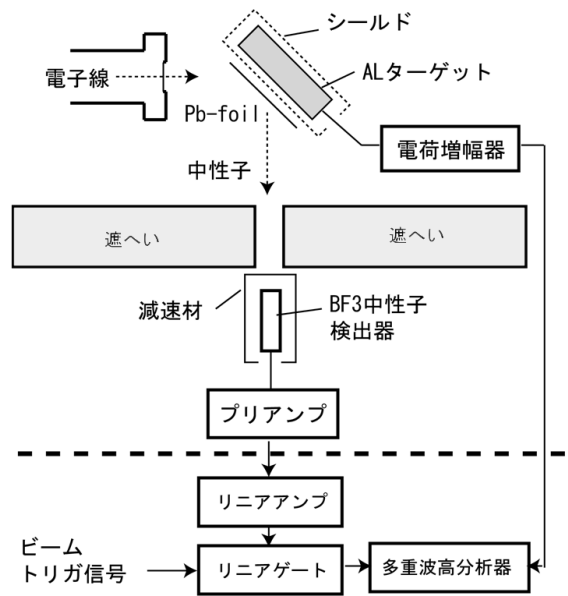 シールド
電子線
ALターゲット
Pb-foil
電荷増幅器
中性子
遮へい
遮へい
減速材
BF3中性子
検出器
プリアンプ
リニアアンプ
ビーム
トリガ信号
リニアゲート
多重波高分析器